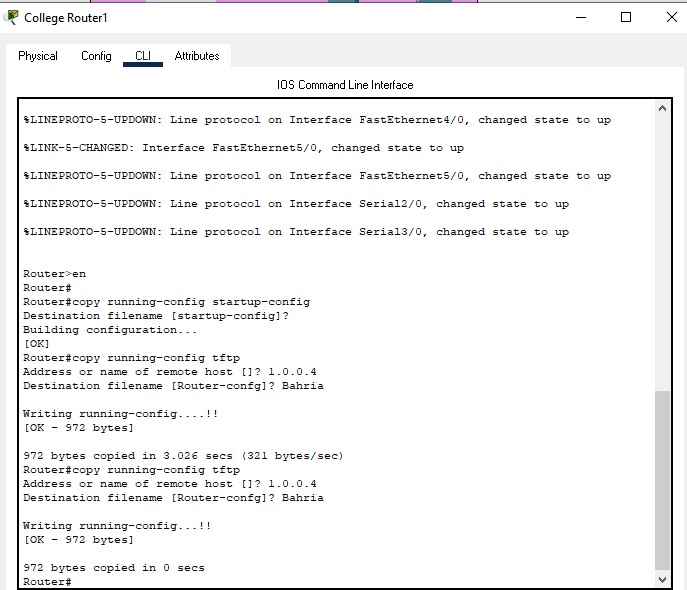 College Router1
Physical Config CLI Attributes
IOS Command Line Interface
%LINEPROTO-5-UPDOWN: Line protocol on Interface FastEthernet4/0, changed state to up
%LINK-5-CHANGED: Interface FastEthernet5/0, changed state to up
%LINEPROTO-5-UPDOWN: Line protocol on Interface FastEthernet5/0, changed state to up
%LINEPROTO-5-UPDOWN: Line protocol on Interface Serial2/0, changed state to up
%LINEPROTO-5-UPDOWN: Line protocol on Interface Serial3/0, changed state to up
Router>en
Router#
Router#copy running-config startup-config
Destination filename [startup-config]?
Building configuration...
[OK]
Router#copy running-config tftp
Address or name of remote host []? 1.0.0.4
Destination filename [Router-confg]? Bahria
Writing running-config....!!
[OK - 972 bytes]
972 bytes copied in 3.026 secs (321 bytes/sec)
Router#copy running-config tftp
Address or name of remote host []? 1.0.0.4
Destination filename [Router-confg]? Bahria
Writing running-config...!!
[OK - 972 bytes]
972 bytes copied in 0 secs
Router#